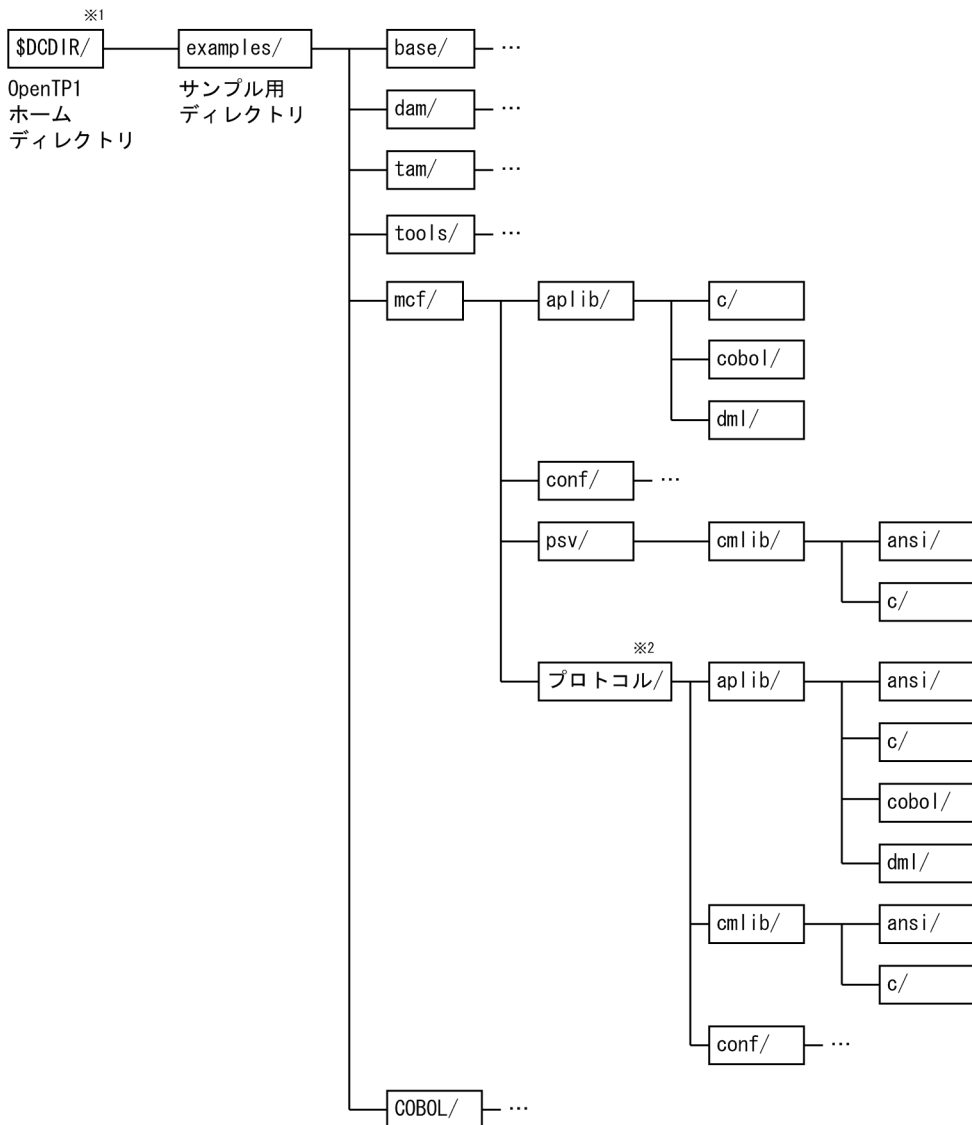 ※1
$DCDIR/ examples/ base/ …
OpenTP1
ホーム
ディレクトリ
サンプル用
ディレクトリ
dam/ …
tam/ …
tools/ …
mcf/ aplib/ c/
cobol/
dml/
conf/ …
psv/ cmlib/ ansi/
c/
※2
プロトコル/ aplib/ ansi/
c/
cobol/
dml/
cmlib/ ansi/
c/
conf/ …
COBOL/ …